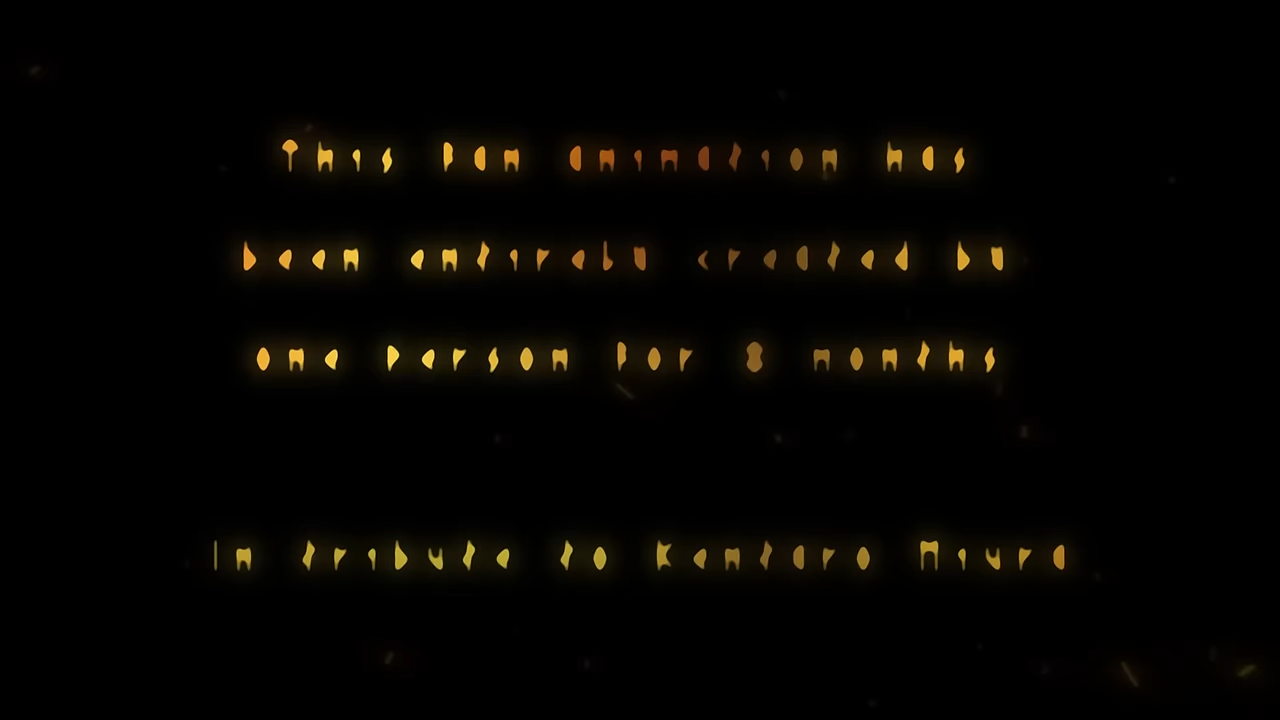 This fan animation has
been entirely created by
one person for 8 months
In tribute to Kentaro Miura